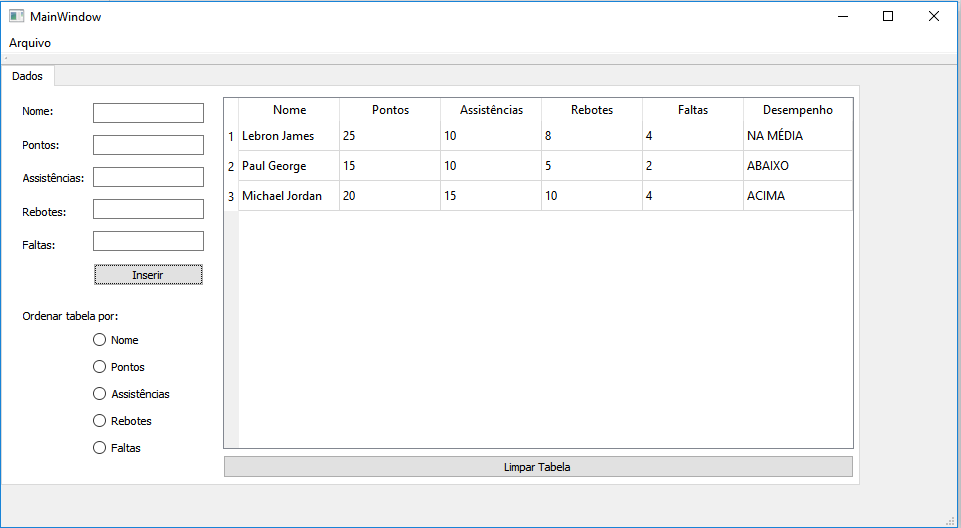 MainWindow
Arquivo
Dados
Nome:
Pontos:
Assistências:
Rebotes:
Faltas:
Inserir
Ordenar tabela por:
Nome
Pontos
Assistências
Rebotes
Faltas
Nome Pontos Assistências Rebotes Faltas Desempenho
1 Lebron James 25 10 8 4 NA MÉDIA
2 Paul George 15 10 5 2 ABAIXO
3 Michael Jordan 20 15 10 4 ACIMA
Limpar Tabela